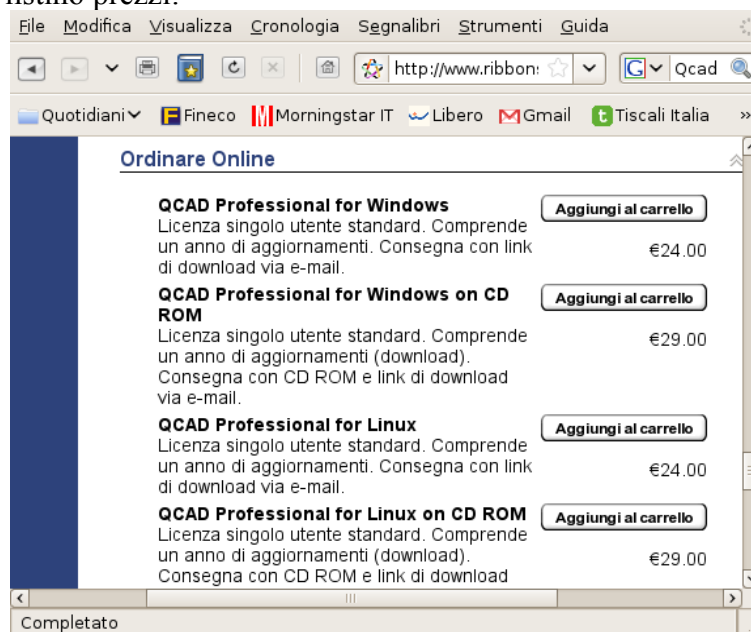 listino prezzi.
File Modifica Visualizza Cronologia Segnalibri Strumenti Guida
http://www.ribbon: G Qcad
Quotidiani Fineco Morningstar IT Libero Gmail Tiscali Italia »
Ordinare Online
QCAD Professional for Windows Aggiungi al carrello
Licenza singolo utente standard. Comprende
un anno di aggiornamenti. Consegna con link €24.00
di download via e-mail.
QCAD Professional for Windows on CD Aggiungi al carrello
ROM
Licenza singolo utente standard. Comprende €29.00
un anno di aggiornamenti (download).
Consegna con CD ROM e link di download
via e-mail.
QCAD Professional for Linux Aggiungi al carrello
Licenza singolo utente standard. Comprende
un anno di aggiornamenti. Consegna con link €24.00
di download via e-mail.
QCAD Professional for Linux on CD ROM Aggiungi al carrello
Licenza singolo utente standard. Comprende
un anno di aggiornamenti (download). €29.00
Consegna con CD ROM e link di download
Completato